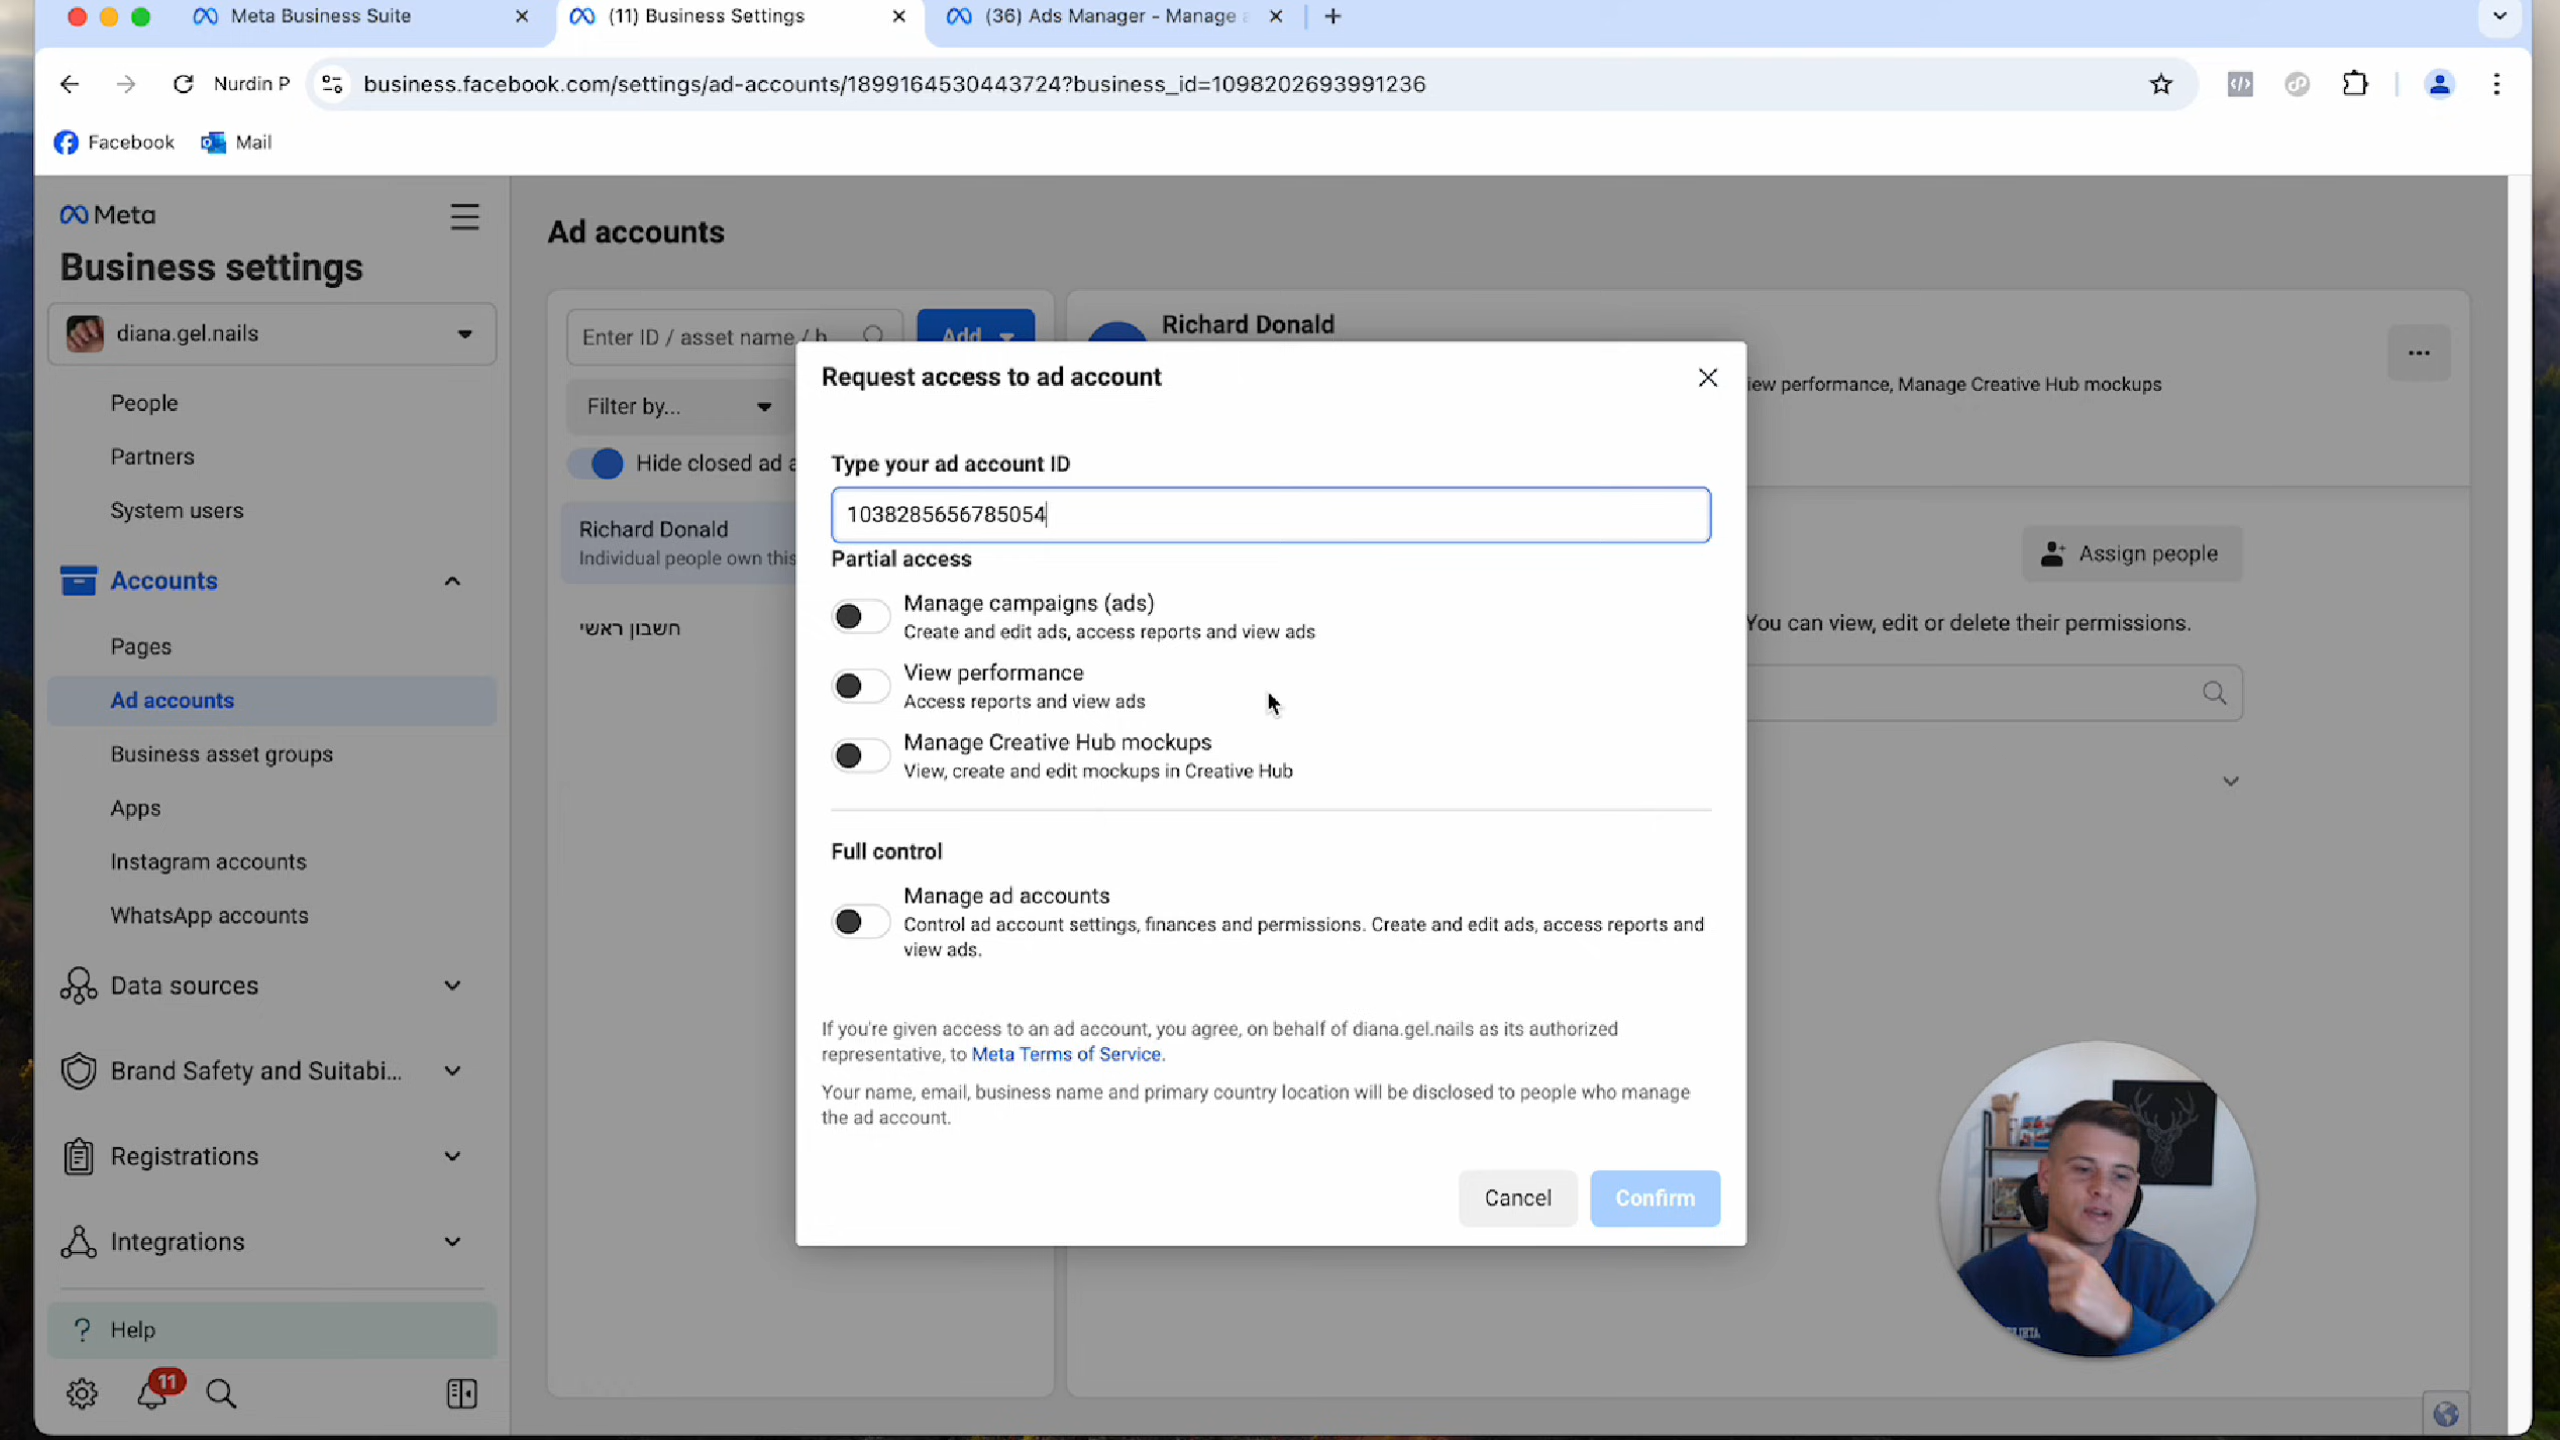 Meta Business Suite
(11) Business Settings
(36) Ads Manager - Manage
Nurdin P
business.facebook.com/settings/ad-accounts/1899164530443724?business_id=1098202693991236
Facebook
Mail
Meta
Business settings
diana.gel.nails
People
Partners
System users
Accounts
Pages
Ad accounts
Business asset groups
Apps
Instagram accounts
WhatsApp accounts
Data sources
Brand Safety and Suitabi...
Registrations
Integrations
? Help
11
Ad accounts
Enter ID / asset name / b
Add
Filter by...
Hide closed ad a
Richard Donald
Individual people own this
חשבון ראשי
Richard Donald
iew performance, Manage Creative Hub mockups
...
Assign people
You can view, edit or delete their permissions.
Request access to ad account
Type your ad account ID
1038285656785054
Partial access
Manage campaigns (ads)
Create and edit ads, access reports and view ads
View performance
Access reports and view ads
Manage Creative Hub mockups
View, create and edit mockups in Creative Hub
Full control
Manage ad accounts
Control ad account settings, finances and permissions. Create and edit ads, access reports and
view ads.
If you're given access to an ad account, you agree, on behalf of diana.gel.nails as its authorized
representative, to Meta Terms of Service.
Your name, email, business name and primary country location will be disclosed to people who manage
the ad account.
Cancel
Confirm